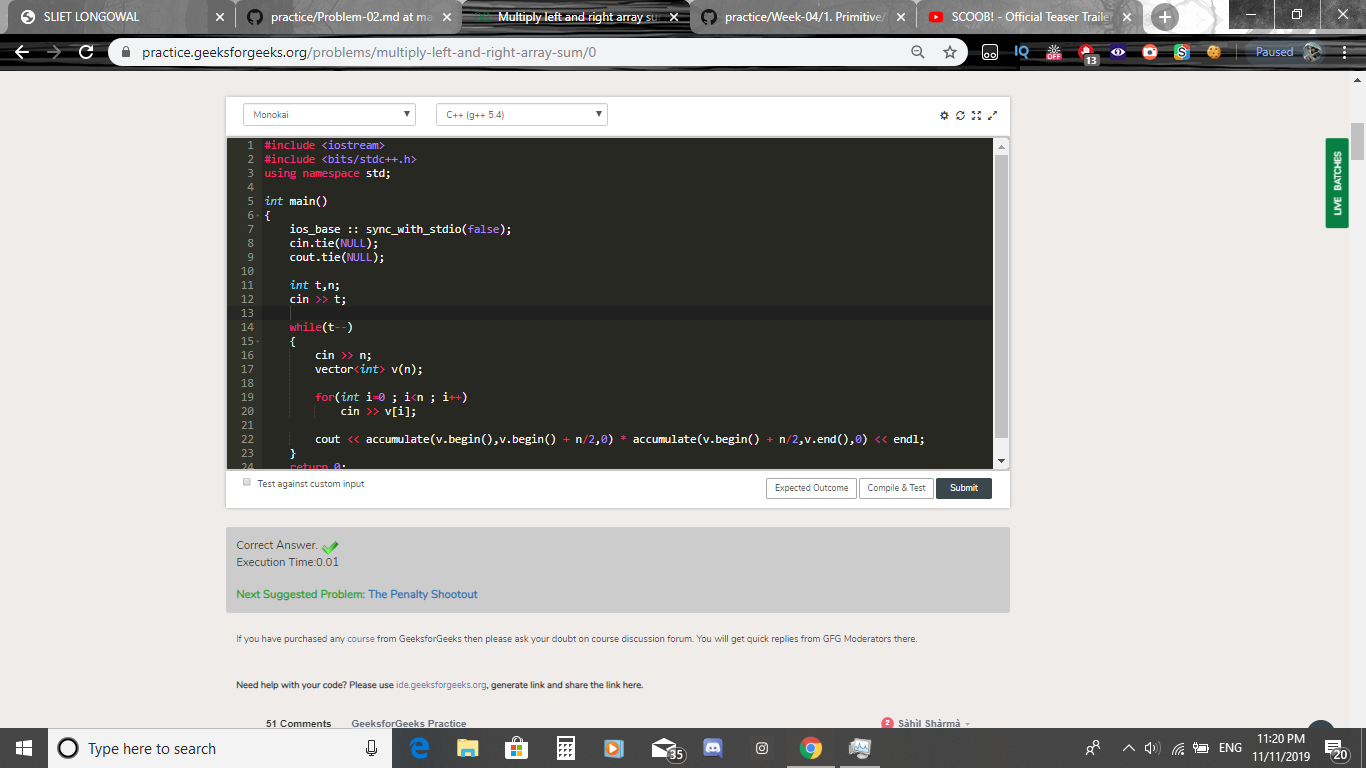 SLIET LONGOWAL
practice/Problem-02.md at ma
Multiply left and right array su
practice/Week-04/1. Primitive/
SCOOB! - Official Teaser Trailer
practice.geeksforgeeks.org/problems/multiply-left-and-right-array-sum/0
IQ
OFF
13
S
Paused
Monokai
C++ (g++ 5.4)
LIVE BATCHES
1 #include <iostream>
2 #include <bits/stdc++.h>
3 using namespace std;
4
5 int main()
6 {
7 ios_base :: sync_with_stdio(false);
8 cin.tie(NULL);
9 cout.tie(NULL);
10
11 int t,n;
12 cin >> t;
13
14 while(t--)
15 {
16 cin >> n;
17 vector<int> v(n);
18
19 for(int i=0 ; i<n ; i++)
20 cin >> v[i];
21
22 cout << accumulate(v.begin(),v.begin() + n/2,0) * accumulate(v.begin() + n/2,v.end(),0) << endl;
23 }
24 return 0;
Test against custom input
Expected Outcome
Compile & Test
Submit
Correct Answer.
Execution Time:0.01
Next Suggested Problem: The Penalty Shootout
If you have purchased any course from GeeksforGeeks then please ask your doubt on course discussion forum. You will get quick replies from GFG Moderators there.
Need help with your code? Please use ide.geeksforgeeks.org, generate link and share the link here.
51 Comments
GeeksforGeeks Practice
2 Sàhìl Shàrmà
Type here to search
35
ENG
11:20 PM
11/11/2019
20